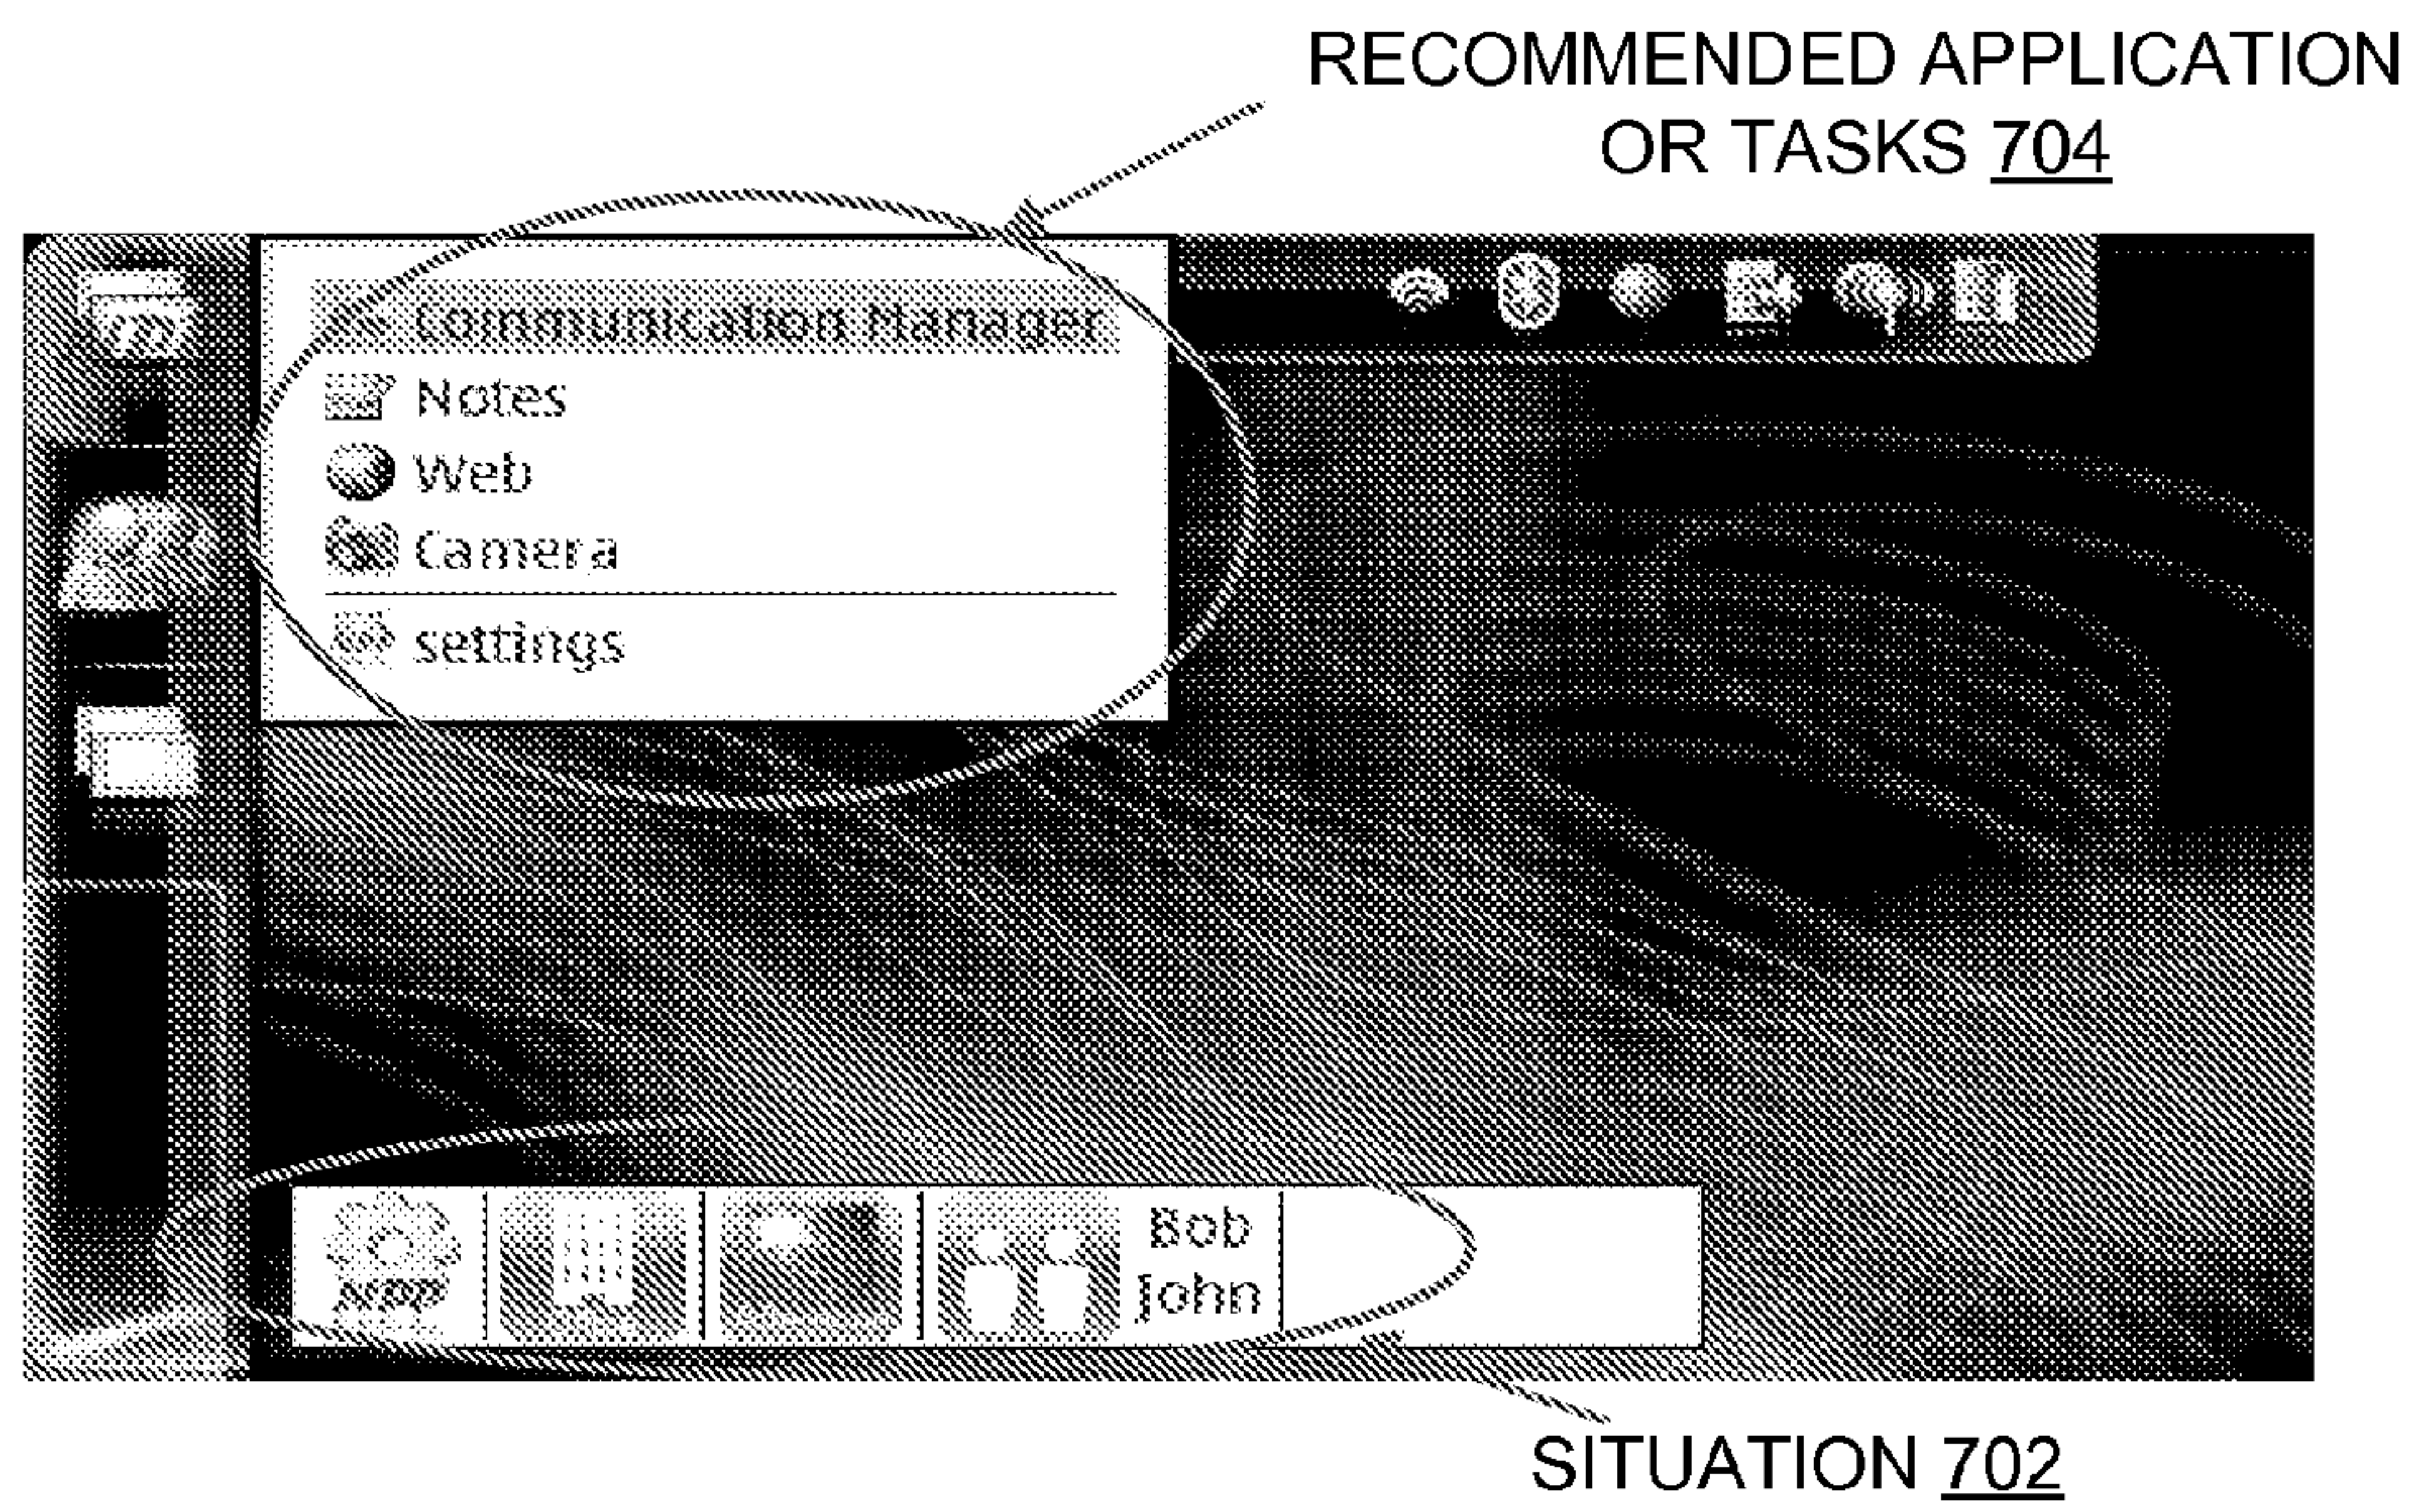 RECOMMENDED APPLICATION
OR TASKS 704
Communication Manager
Notes
Web
Camera
settings
Bob
John
SITUATION 702